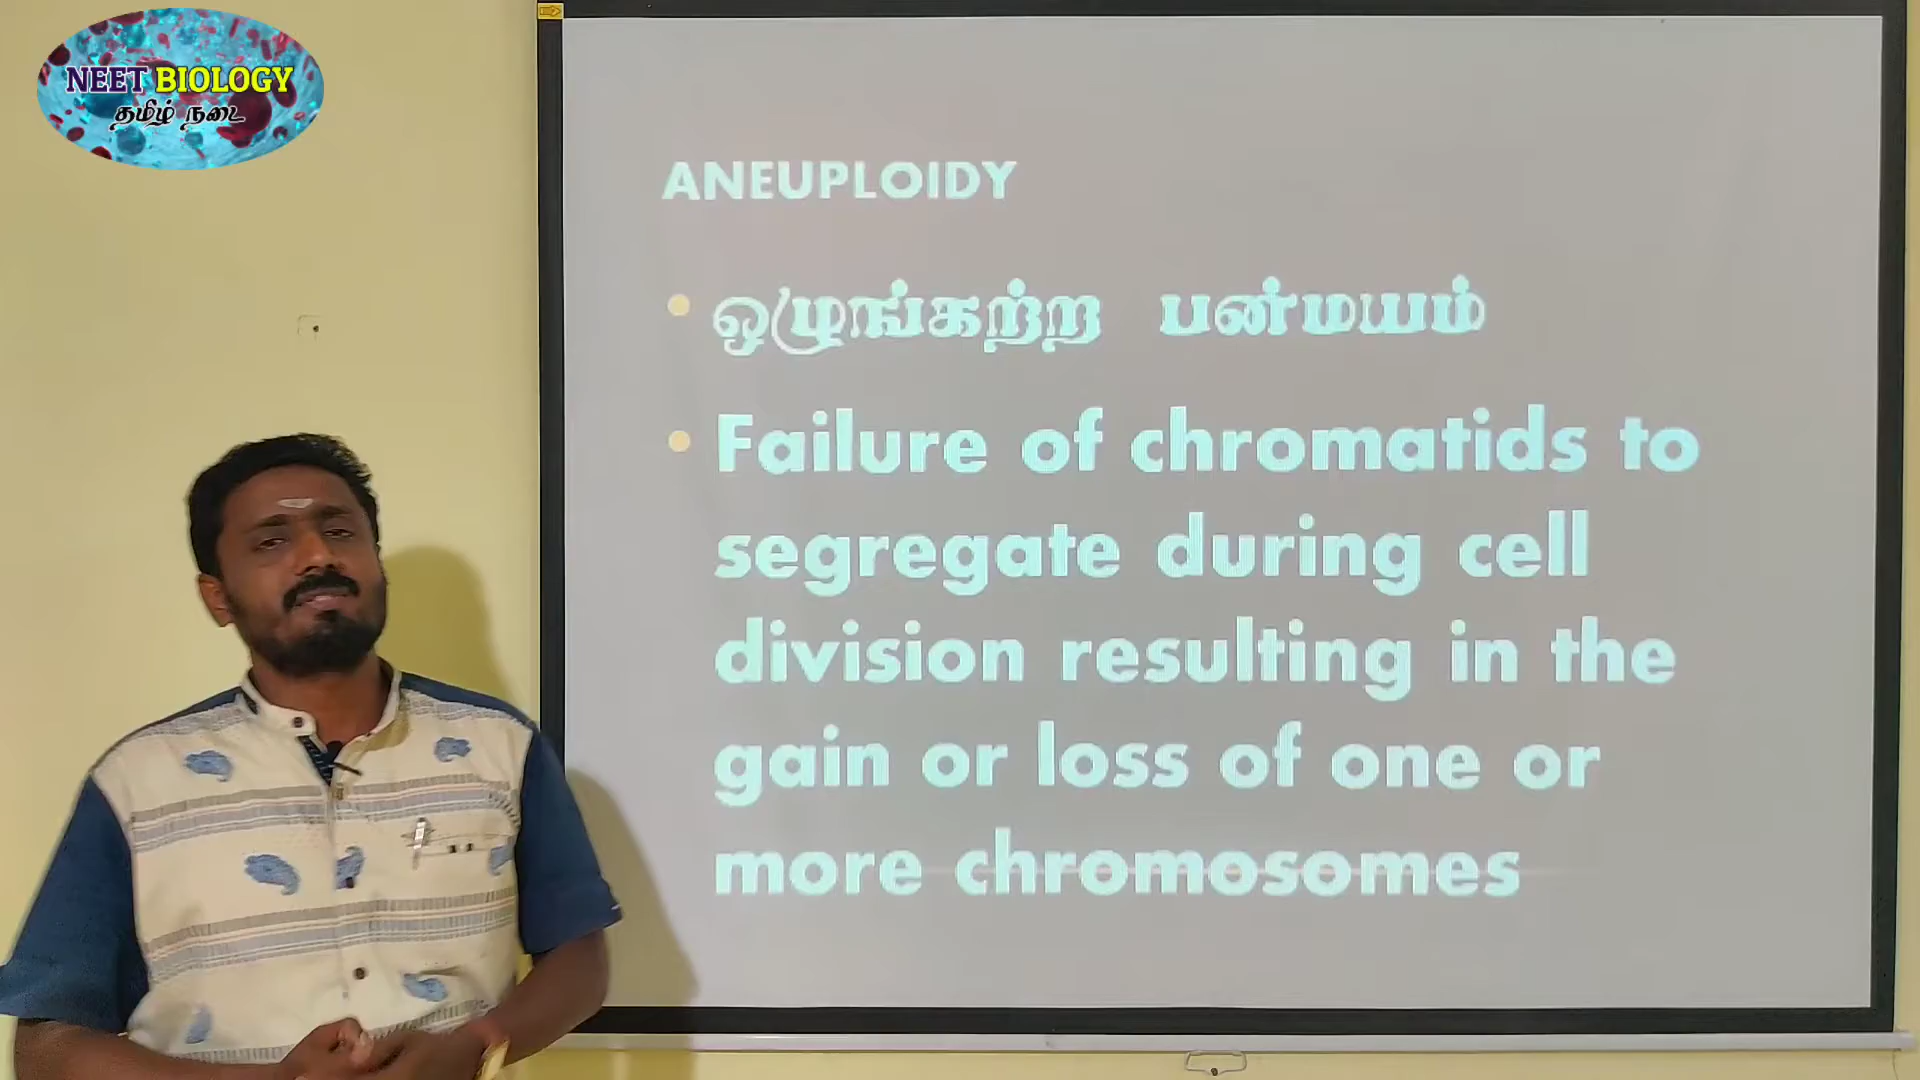 NEET BIOLOGY
தமிழ் நடை
ANEUPLOIDY
ஒழுங்கற்ற பன்மயம்
Failure of chromatids to
segregate during cell
division resulting in the
gain or loss of one or
more chromosomes